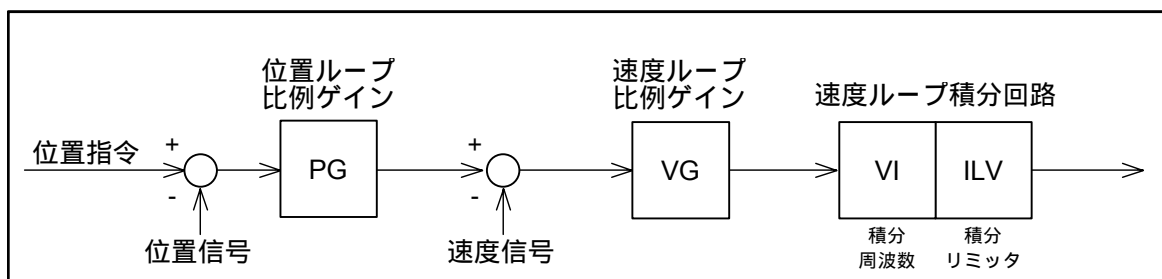 位置ループ
比例ゲイン
速度ループ
比例ゲイン
速度ループ積分回路
位置指令
+
-
PG
+
-
VG
VI
ILV
位置信号
速度信号
積分
周波数
積分
リミッタ